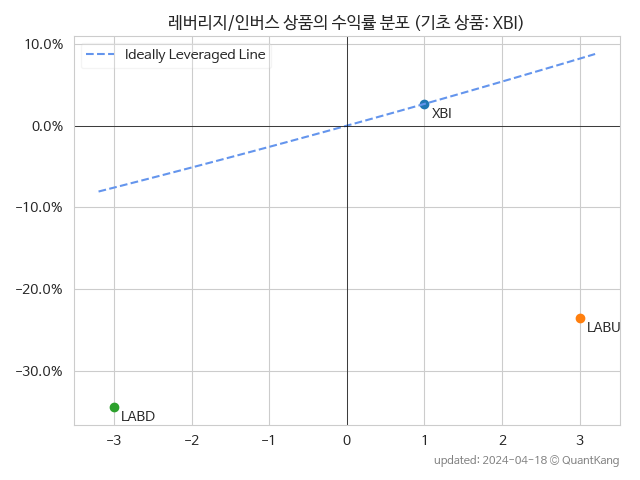 레버리지/인버스 상품의 수익률 분포 (기초 상품: XBI)
10.0%
Ideally Leveraged Line
XBI
0.0%
−10.0%
−20.0%
LABU
−30.0%
LABD
−3 −2 −1 0 1 2 3
updated: 2024-04-18 © QuantKang